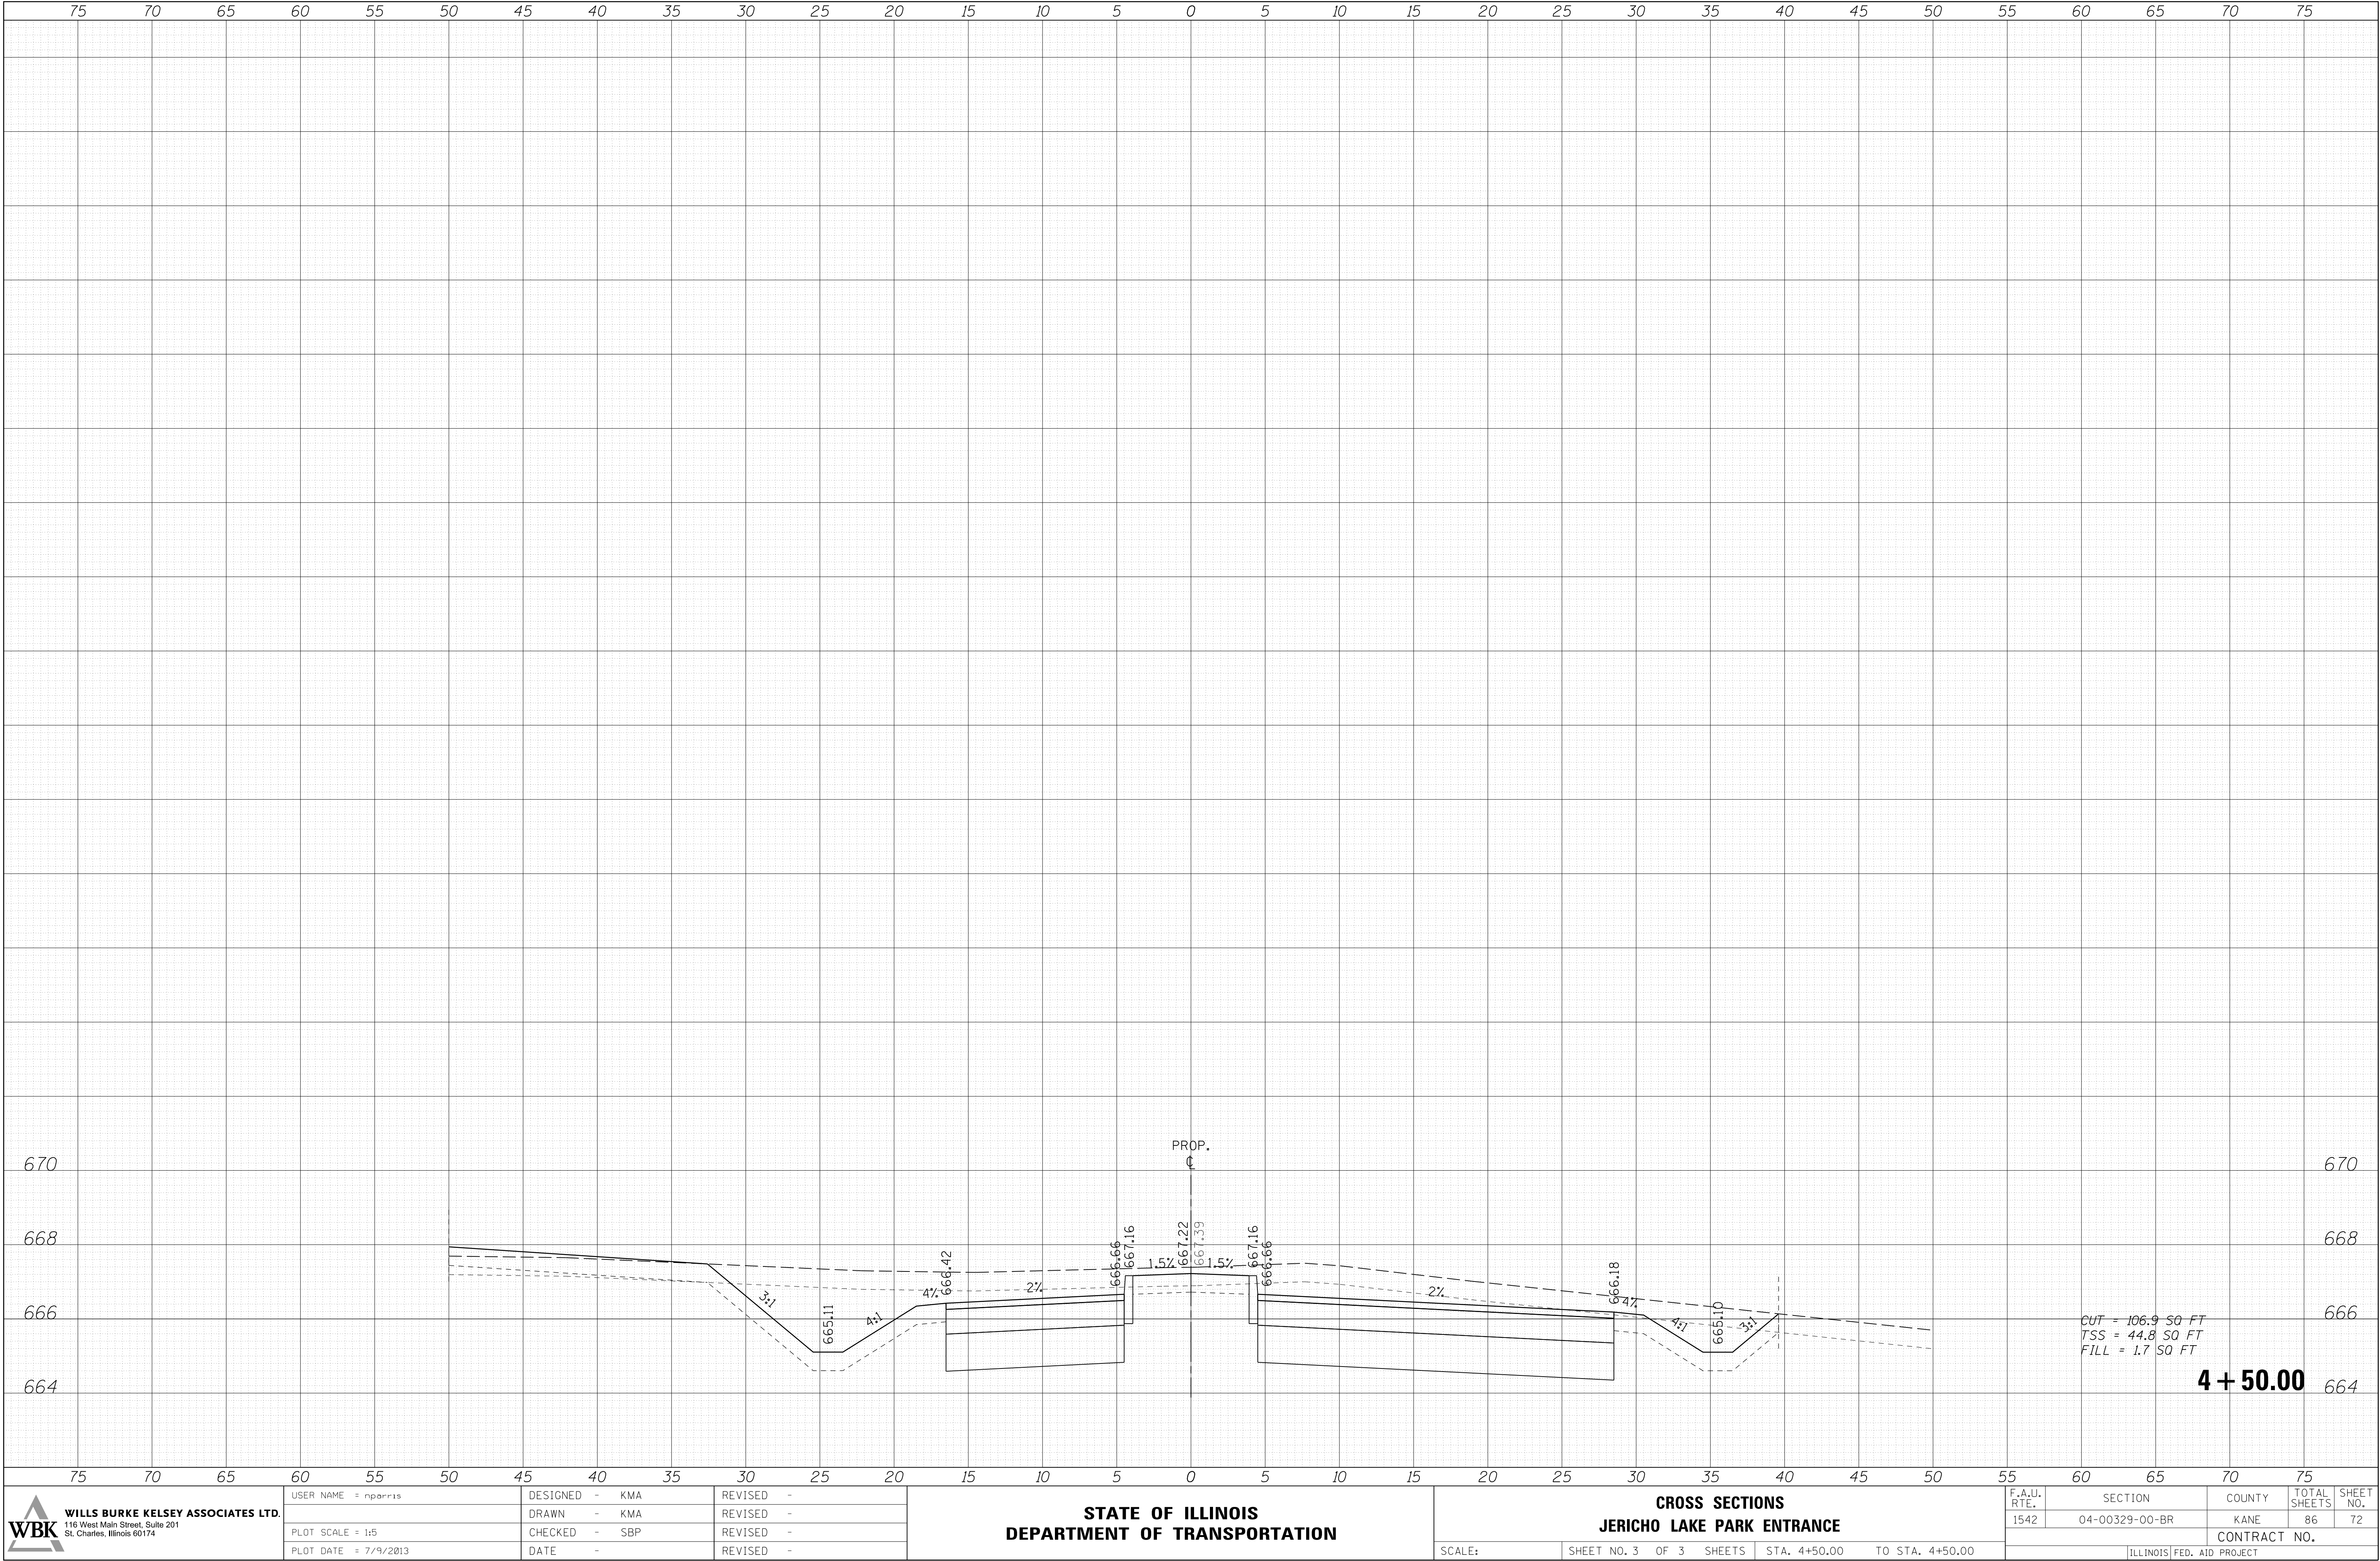 75 70 65 60 55 50 45 40 35 30 25 20 15 10 5 0 5 10 15 20 25 30 35 40 45 50 55 60 65 70 75
PROP.
℄
670 670
668 668
666 666
664 664
666.42
666.66
667.16
667.22
667.39
667.16
666.66
666.18
665.11
665.10
3:1
4:1
4%
2%
1.5%
1.5%
2%
4%
4:1
3:1
CUT = 106.9 SQ FT
TSS = 44.8 SQ FT
FILL = 1.7 SQ FT
4+50.00
75 70 65 60 55 50 45 40 35 30 25 20 15 10 5 0 5 10 15 20 25 30 35 40 45 50 55 60 65 70 75
WBK
WILLS BURKE KELSEY ASSOCIATES LTD.
116 West Main Street, Suite 201
St. Charles, Illinois 60174
USER NAME = nparris
PLOT SCALE = 1:5
PLOT DATE = 7/9/2013
DESIGNED - KMA
DRAWN - KMA
CHECKED - SBP
DATE -
REVISED -
REVISED -
REVISED -
REVISED -
STATE OF ILLINOIS
DEPARTMENT OF TRANSPORTATION
CROSS SECTIONS
JERICHO LAKE PARK ENTRANCE
SCALE: SHEET NO. 3 OF 3 SHEETS STA. 4+50.00 TO STA. 4+50.00
F.A.U. RTE. SECTION COUNTY TOTAL SHEETS SHEET NO.
1542 04-00329-00-BR KANE 86 72
CONTRACT NO.
ILLINOIS FED. AID PROJECT